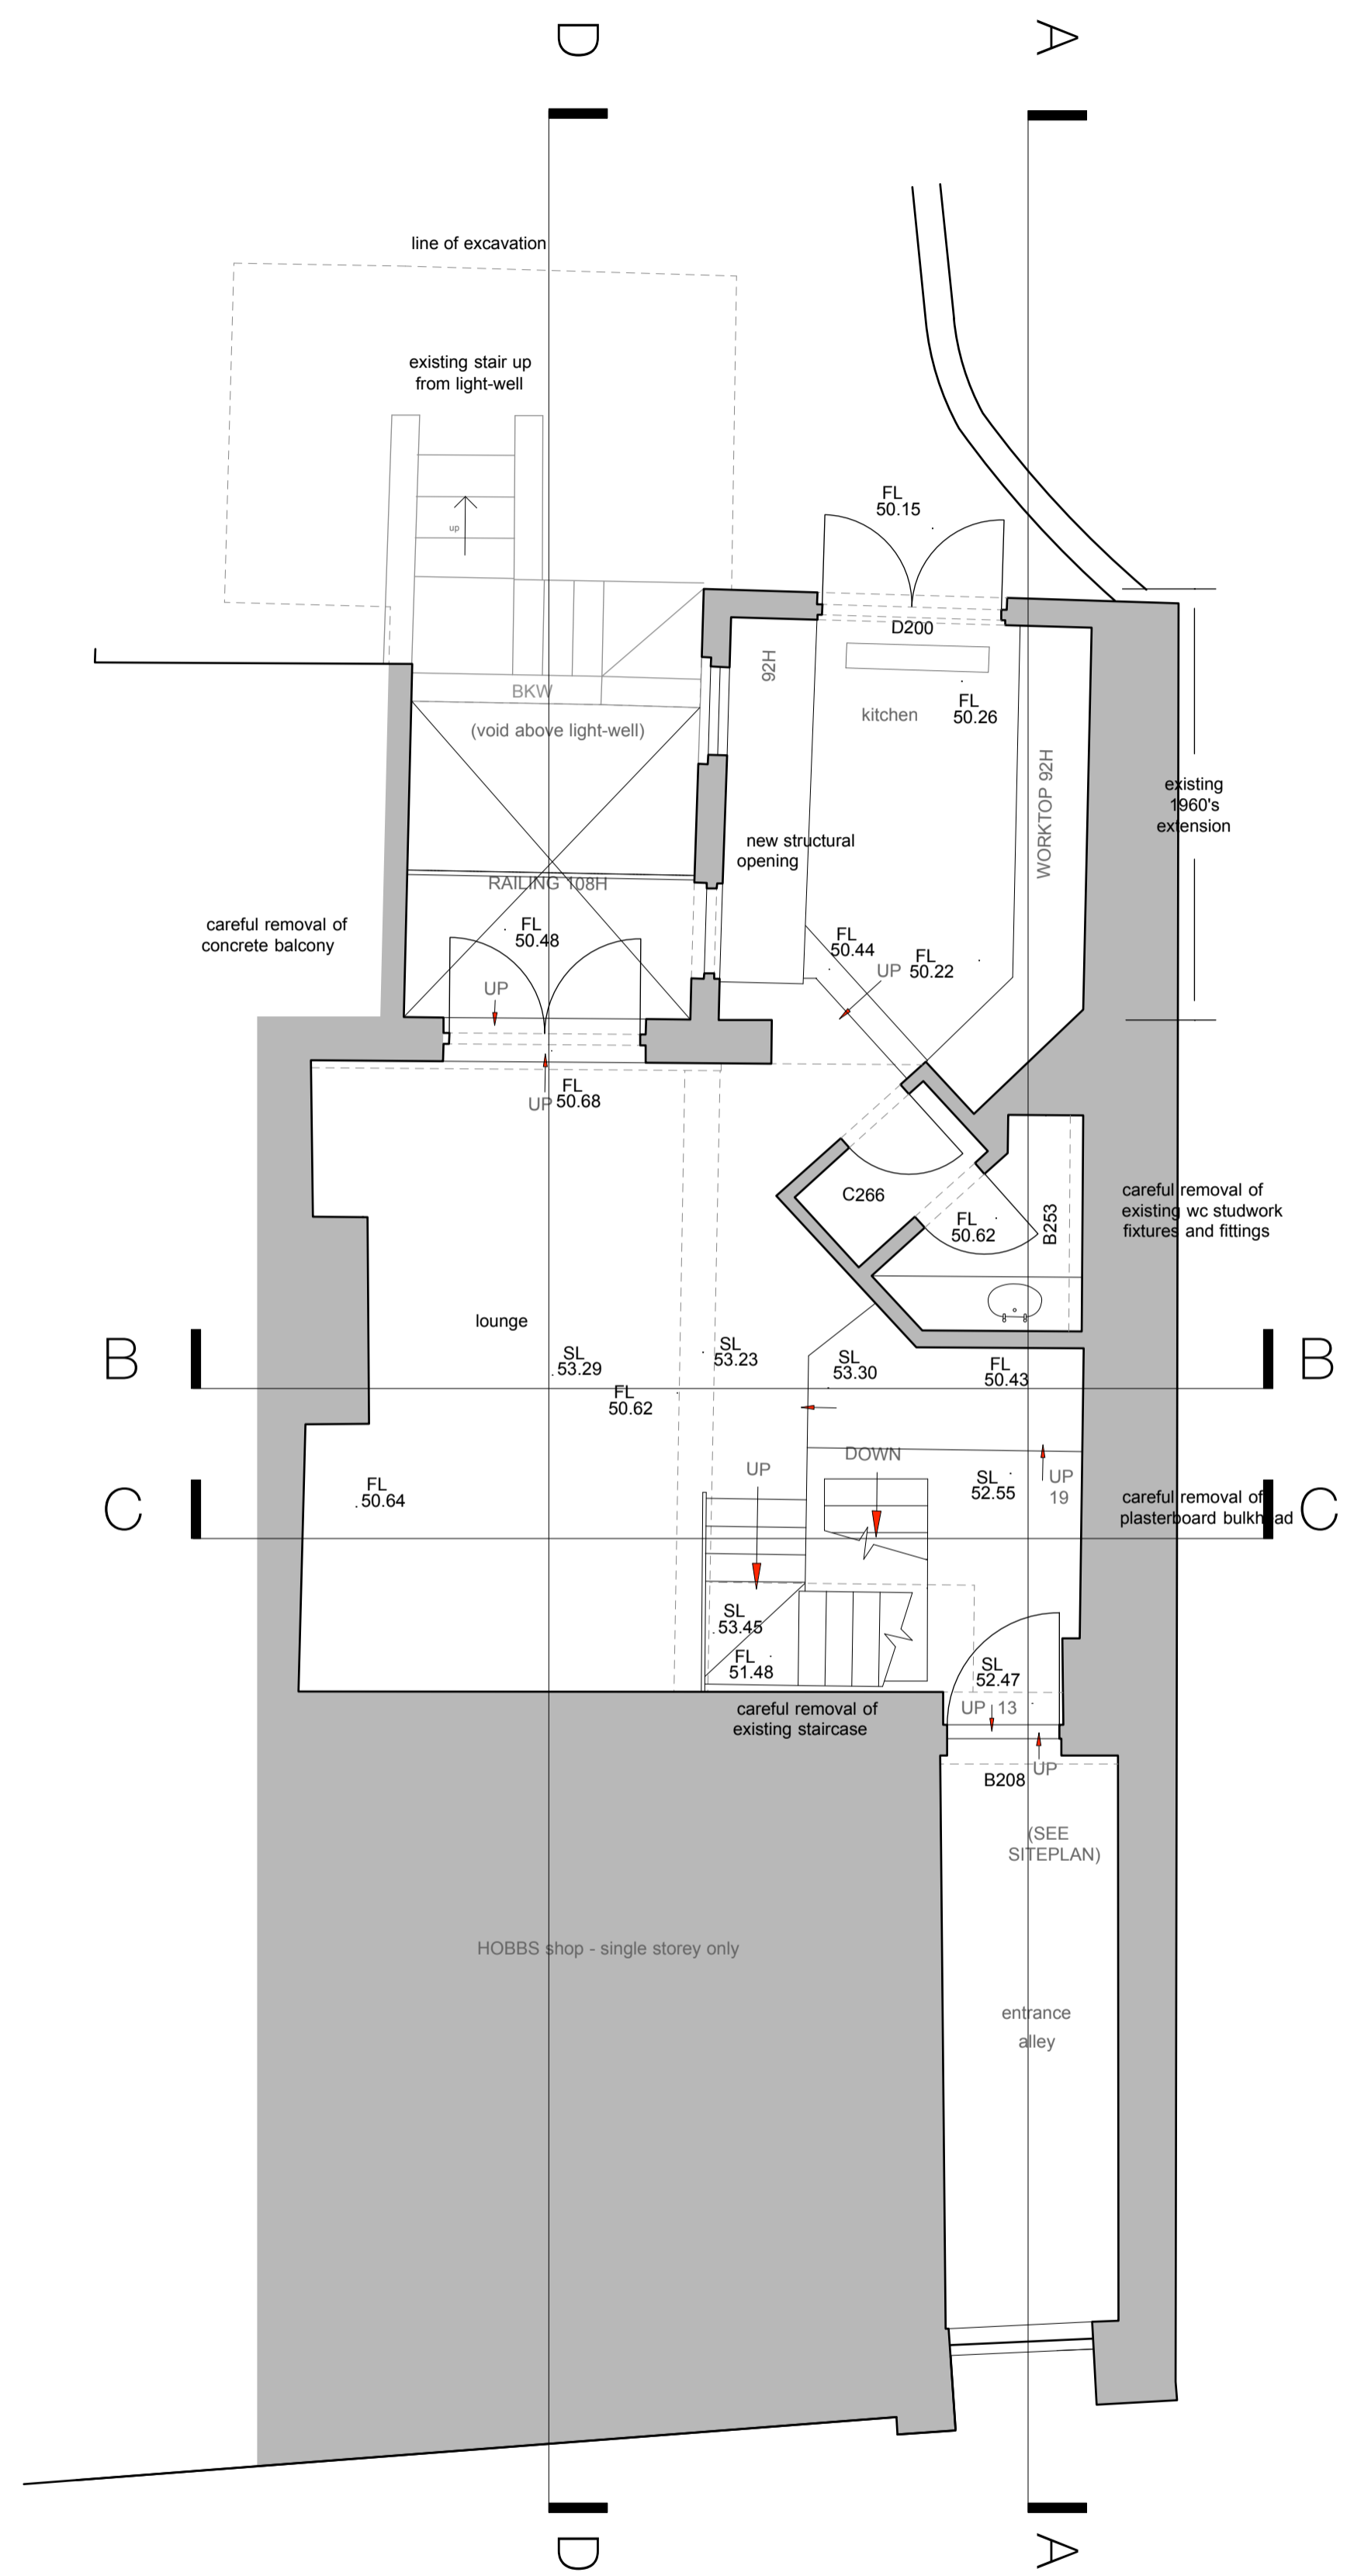 D
A
line of excavation
existing stair up
from light-well
up
FL
50.15
D200
92H
BKW
(void above light-well)
kitchen
FL
50.26
WORKTOP 92H
existing
1960's
extension
new structural
opening
RAILING 108H
careful removal of
concrete balcony
FL
50.48
FL
50.44
UP
FL
50.22
UP
UP
FL
50.68
C266
FL
50.62
B253
careful removal of
existing wc studwork
fixtures and fittings
lounge
B
SL
53.29
SL
53.23
SL
53.30
FL
50.43
B
FL
50.62
C
FL
50.64
UP
DOWN
SL
52.55
UP
19
careful removal of
plasterboard bulkhead
C
SL
53.45
FL
51.48
SL
52.47
careful removal of
existing staircase
UP 13
UP
B208
(SEE
SITEPLAN)
HOBBS shop - single storey only
entrance
alley
D
A